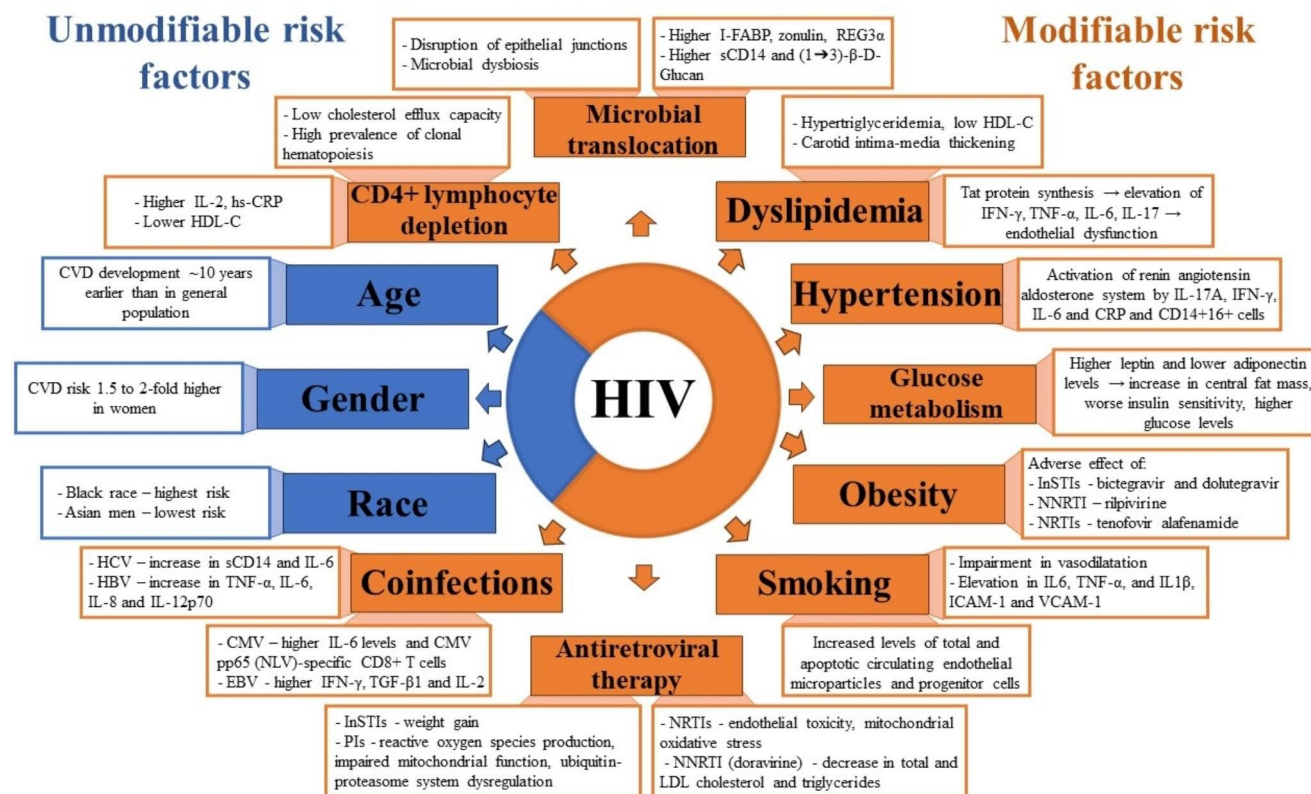 Unmodifiable risk
factors
Modifiable risk
factors
- Disruption of epithelial junctions
- Microbial dysbiosis
- Higher I-FABP, zonulin, REG3α
- Higher sCD14 and (1➔3)-β-D-
Glucan
Microbial
translocation
- Low cholesterol efflux capacity
- High prevalence of clonal
hematopoiesis
- Higher IL-2, hs-CRP
- Lower HDL-C
CD4+ lymphocyte
depletion
- Hypertriglyceridemia, low HDL-C
- Carotid intima-media thickening
Dyslipidemia
Tat protein synthesis → elevation of
IFN-γ, TNF-α, IL-6, IL-17 →
endothelial dysfunction
CVD development ~10 years
earlier than in general
population
Age
Hypertension
Activation of renin angiotensin
aldosterone system by IL-17A, IFN-γ,
IL-6 and CRP and CD14+16+ cells
CVD risk 1.5 to 2-fold higher
in women
Gender
HIV
Glucose
metabolism
Higher leptin and lower adiponectin
levels → increase in central fat mass,
worse insulin sensitivity, higher
glucose levels
- Black race – highest risk
- Asian men – lowest risk
Race
Obesity
Adverse effect of:
- InSTIs - bictegravir and dolutegravir
- NNRTI – rilpivirine
- NRTIs - tenofovir alafenamide
- HCV – increase in sCD14 and IL-6
- HBV – increase in TNF-α, IL-6,
IL-8 and IL-12p70
Coinfections
- CMV – higher IL-6 levels and CMV
pp65 (NLV)-specific CD8+ T cells
- EBV - higher IFN-γ, TGF-β1 and IL-2
Smoking
- Impairment in vasodilatation
- Elevation in IL6, TNF-α, and IL1β,
ICAM-1 and VCAM-1
Increased levels of total and
apoptotic circulating endothelial
microparticles and progenitor cells
Antiretroviral
therapy
- InSTIs - weight gain
- PIs - reactive oxygen species production,
impaired mitochondrial function, ubiquitin-
proteasome system dysregulation
- NRTIs - endothelial toxicity, mitochondrial
oxidative stress
- NNRTI (doravirine) - decrease in total and
LDL cholesterol and triglycerides